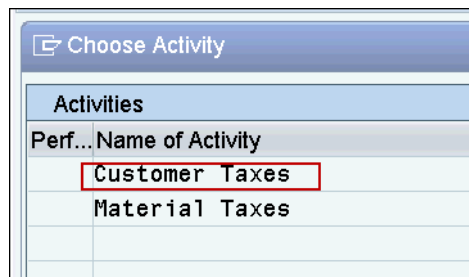 Choose Activity
Activities
Perf... Name of Activity
Customer Taxes
Material Taxes